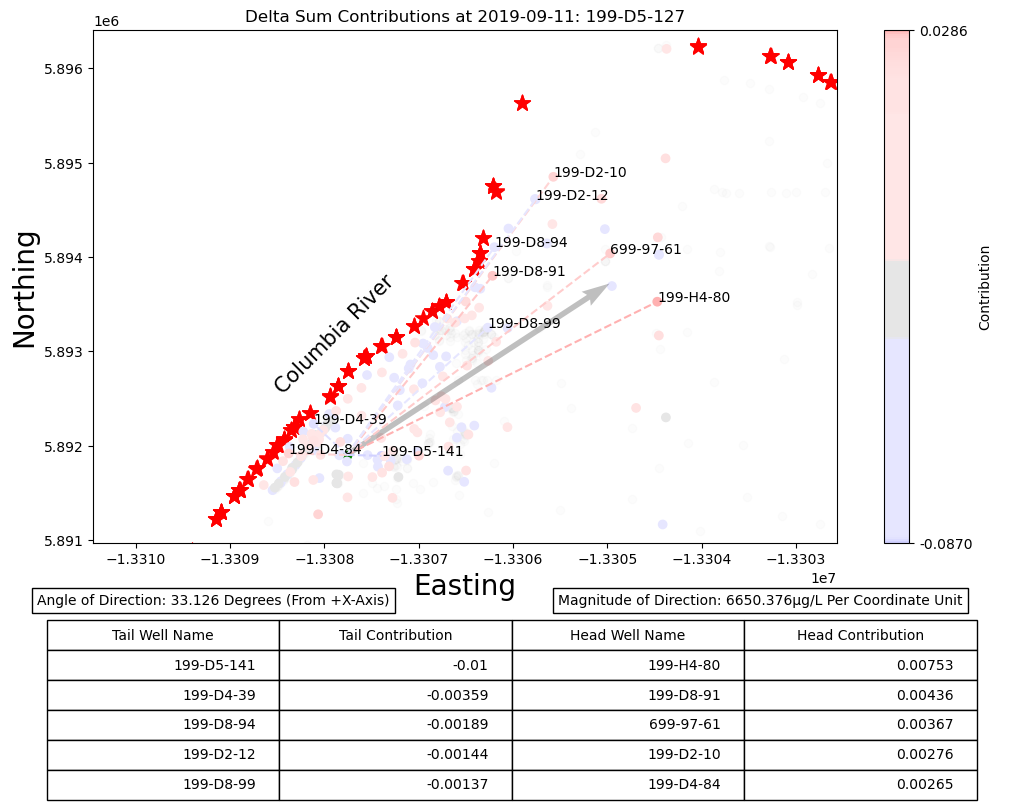 Delta Sum Contributions at 2019-09-11: 199-D5-127
1e6
0.0286
5.896
5.895
5.894
5.893
5.892
5.891
Northing
Columbia River
199-D2-10
199-D2-12
199-D8-94
699-97-61
199-D8-91
199-H4-80
199-D8-99
199-D4-39
199-D4-84
199-D5-141
Contribution
-0.0870
−1.3310
−1.3309
−1.3308
−1.3307
−1.3306
−1.3305
−1.3304
−1.3303
1e7
Easting
Angle of Direction: 33.126 Degrees (From +X-Axis)
Magnitude of Direction: 6650.376μg/L Per Coordinate Unit
Tail Well Name Tail Contribution Head Well Name Head Contribution
199-D5-141 -0.01 199-H4-80 0.00753
199-D4-39 -0.00359 199-D8-91 0.00436
199-D8-94 -0.00189 699-97-61 0.00367
199-D2-12 -0.00144 199-D2-10 0.00276
199-D8-99 -0.00137 199-D4-84 0.00265